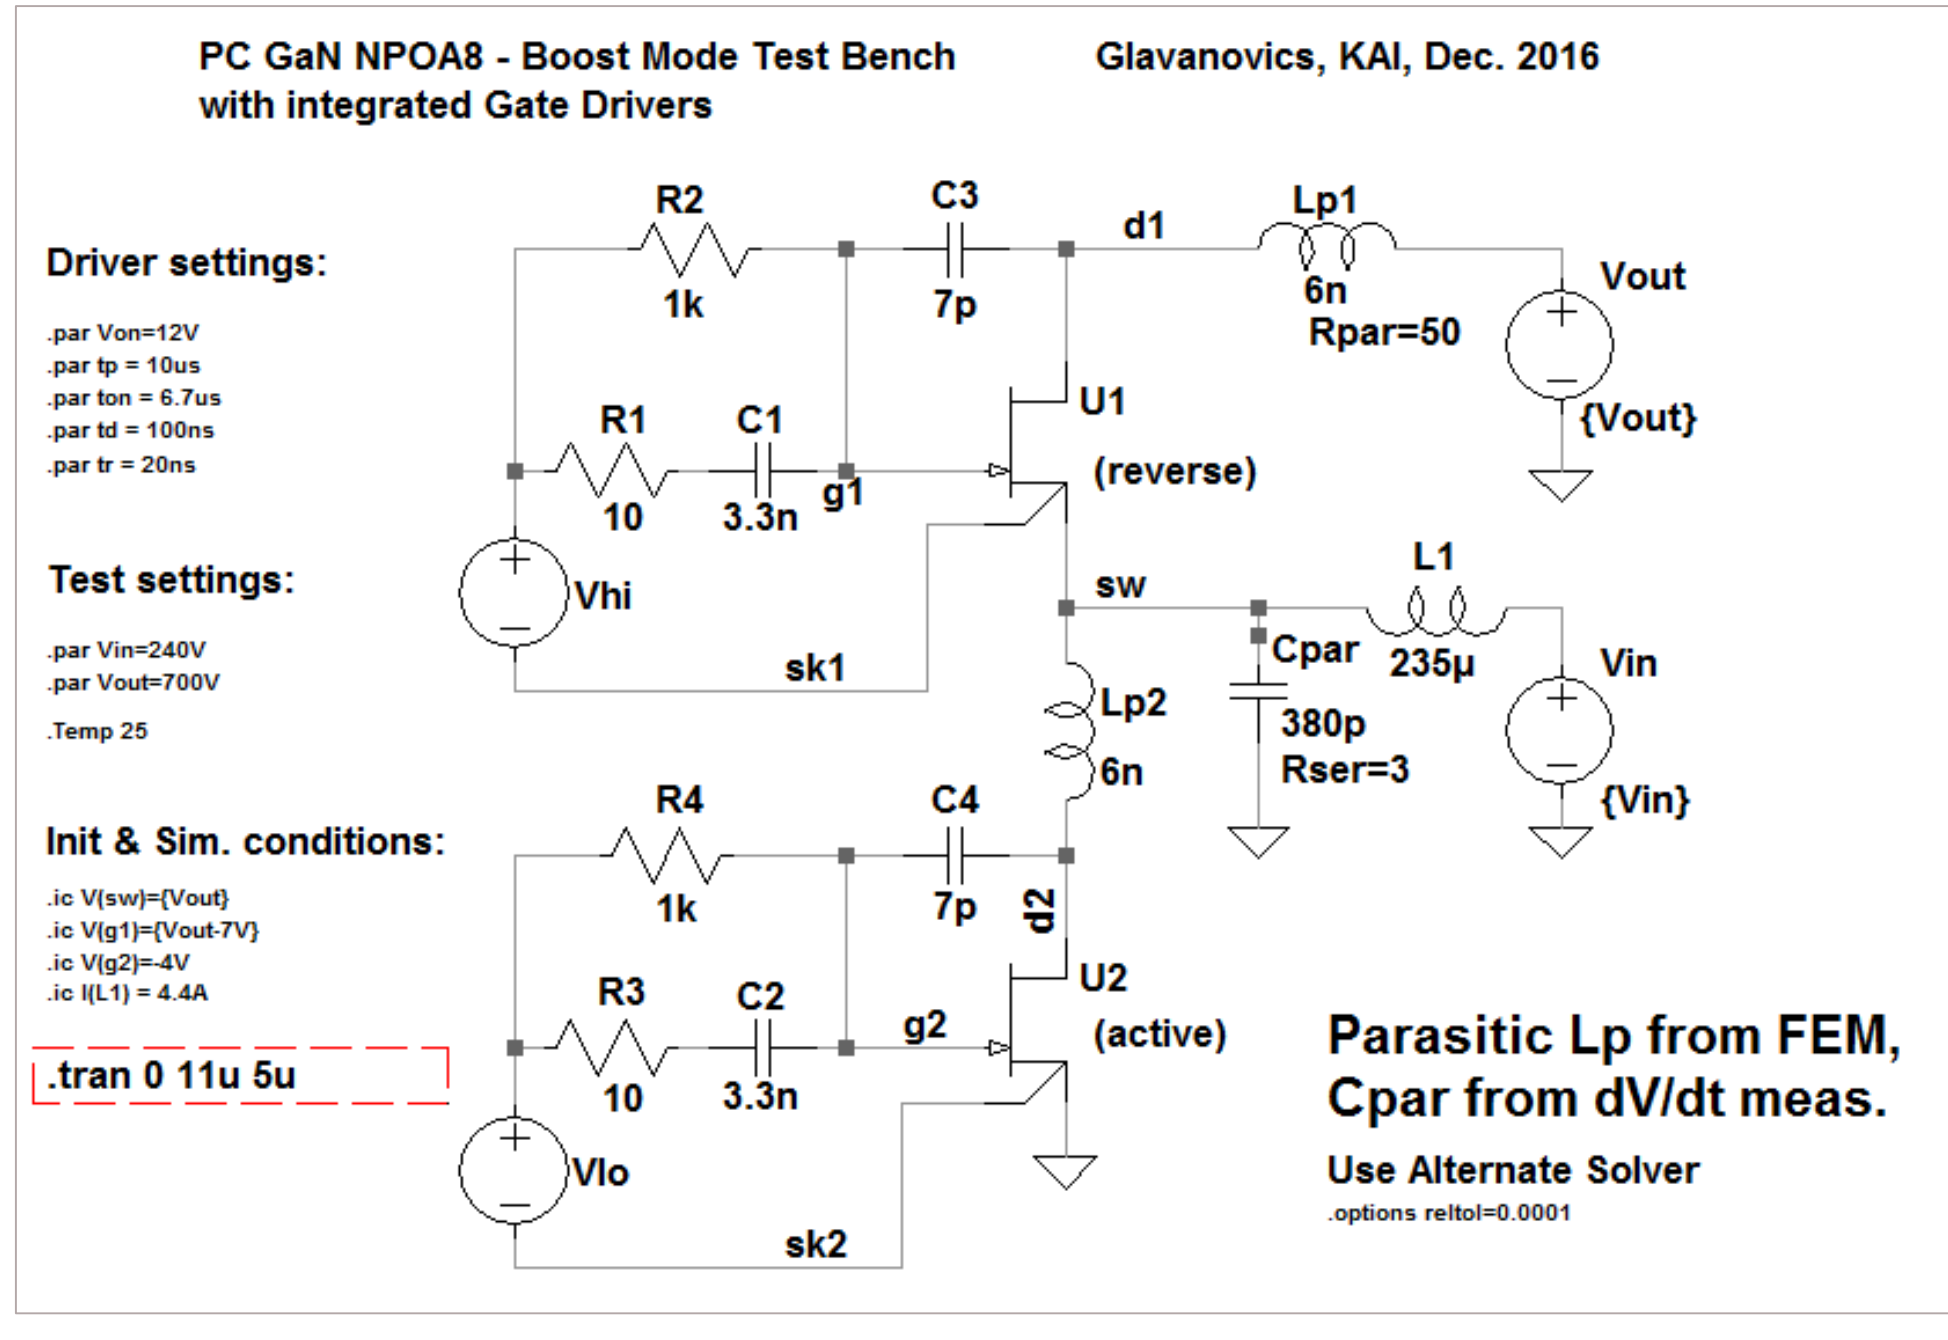 PC GaN NPOA8 - Boost Mode Test Bench
with integrated Gate Drivers
Glavanovics, KAI, Dec. 2016
Driver settings:
.par Von=12V
.par tp = 10us
.par ton = 6.7us
.par td = 100ns
.par tr = 20ns
Test settings:
.par Vin=240V
.par Vout=700V
.Temp 25
Init & Sim. conditions:
.ic V(sw)={Vout}
.ic V(g1)={Vout-7V}
.ic V(g2)=-4V
.ic I(L1) = 4.4A
.tran 0 11u 5u
R2
1k
C3
7p
d1
Lp1
6n
Rpar=50
Vout
{Vout}
R1
10
C1
3.3n
g1
U1
(reverse)
Vhi
sk1
sw
L1
235µ
Cpar
380p
Rser=3
Vin
{Vin}
Lp2
6n
R4
1k
C4
7p
d2
R3
10
C2
3.3n
g2
U2
(active)
Vlo
sk2
Parasitic Lp from FEM,
Cpar from dV/dt meas.
Use Alternate Solver
.options reltol=0.0001